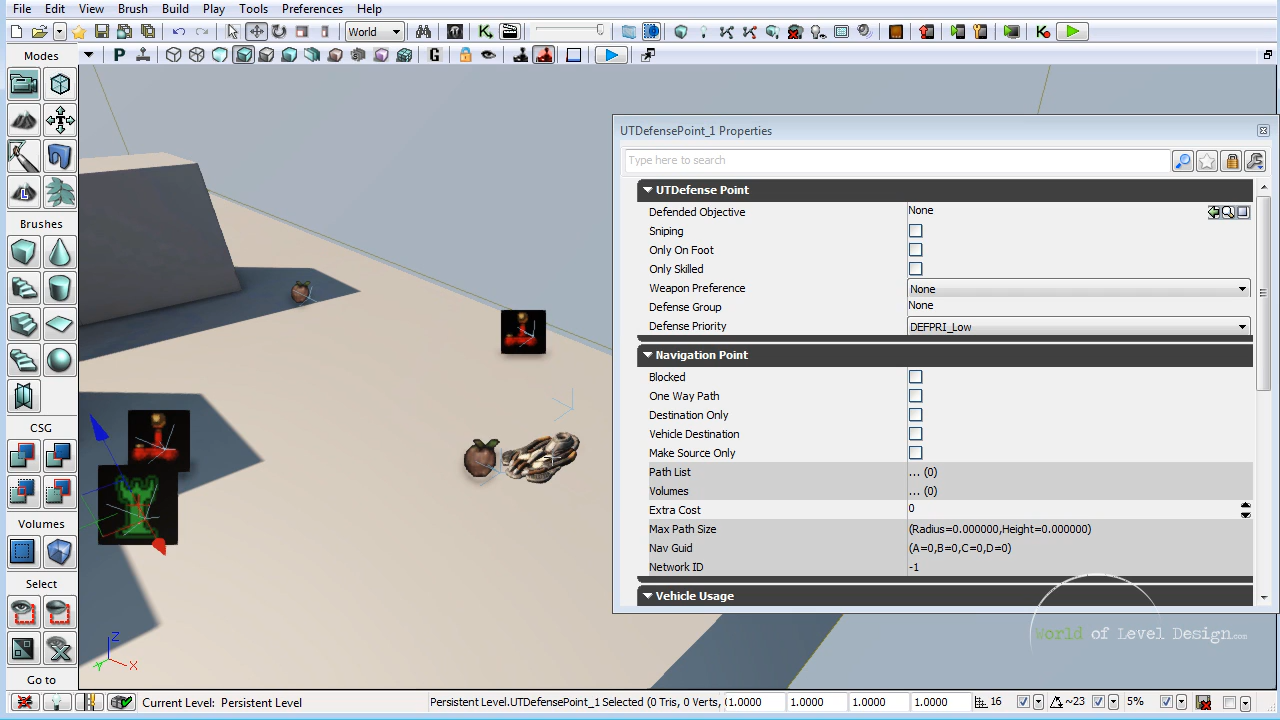 File Edit View Brush Build Play Tools Preferences Help
World
Modes
P
G
UTDefensePoint_1 Properties
Type here to search
UTDefense Point
Defended Objective None
Sniping
Only On Foot
Only Skilled
Weapon Preference None
Defense Group None
Defense Priority DEFPRI_Low
Navigation Point
Blocked
One Way Path
Destination Only
Vehicle Destination
Make Source Only
Path List ... (0)
Volumes ... (0)
Extra Cost 0
Max Path Size (Radius=0.000000,Height=0.000000)
Nav Guid (A=0,B=0,C=0,D=0)
Network ID -1
Vehicle Usage
Brushes
CSG
Volumes
Select
Go to
L
Z
Y
X
World of Level Design.com
Current Level: Persistent Level
Persistent Level.UTDefensePoint_1 Selected (0 Tris, 0 Verts, (1.0000 1.0000 1.0000 1.0000 16 ~23 5%